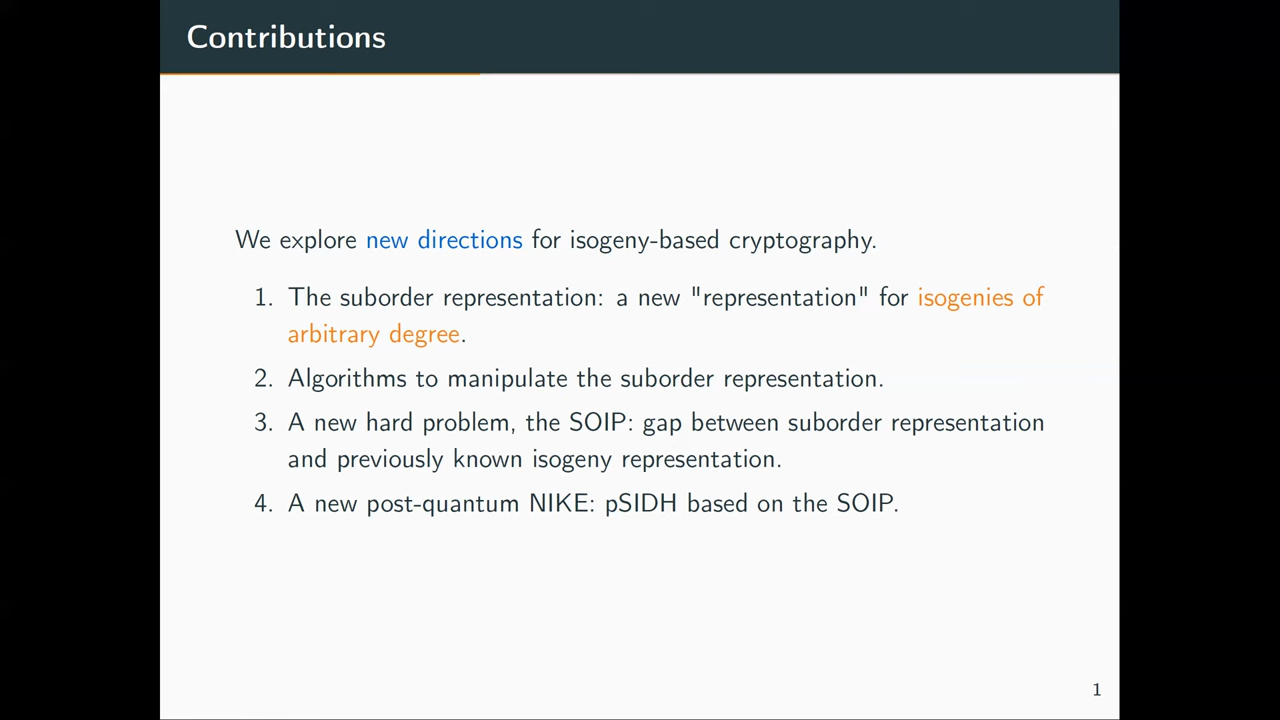 Contributions
We explore new directions for isogeny-based cryptography.
1. The suborder representation: a new "representation" for isogenies of
arbitrary degree.
2. Algorithms to manipulate the suborder representation.
3. A new hard problem, the SOIP: gap between suborder representation
and previously known isogeny representation.
4. A new post-quantum NIKE: pSIDH based on the SOIP.
1